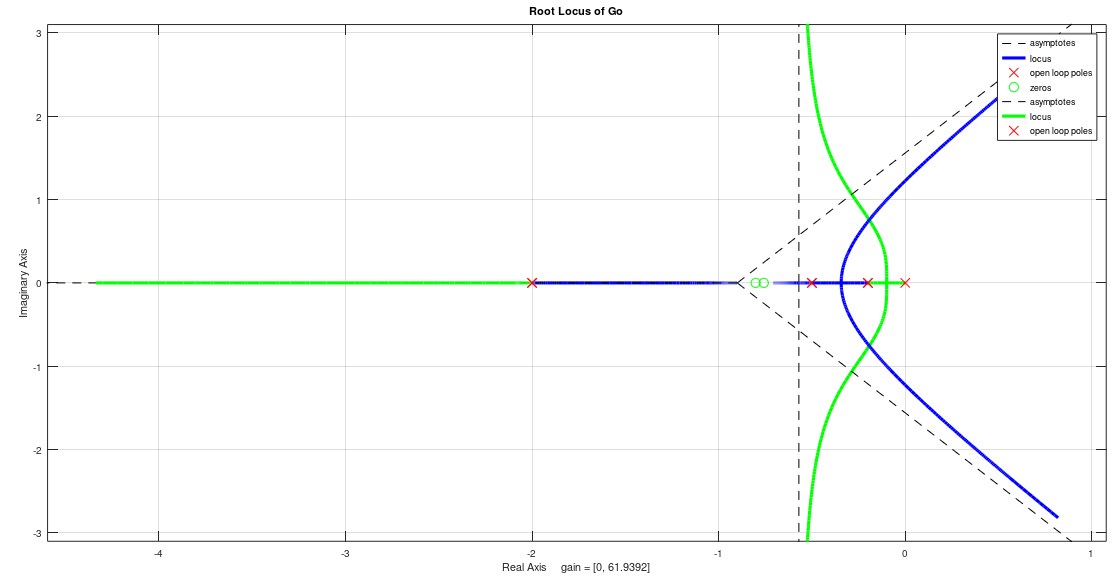 Root Locus of Go
3
2
1
0
-1
-2
-3
Imaginary Axis
asymptotes
locus
open loop poles
zeros
asymptotes
locus
open loop poles
-4
-3
-2
-1
0
1
Real Axis gain = [0, 61.9392]